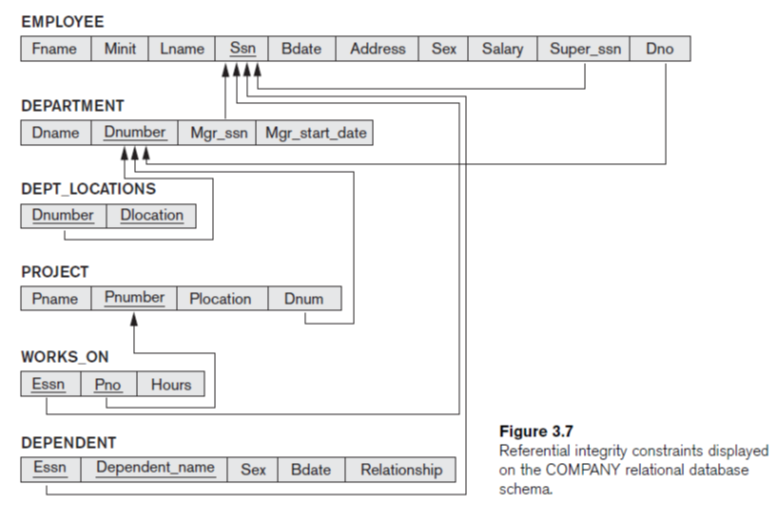 EMPLOYEE
Fname Minit Lname Ssn Bdate Address Sex Salary Super_ssn Dno
DEPARTMENT
Dname Dnumber Mgr_ssn Mgr_start_date
DEPT_LOCATIONS
Dnumber Dlocation
PROJECT
Pname Pnumber Plocation Dnum
WORKS_ON
Essn Pno Hours
DEPENDENT
Essn Dependent_name Sex Bdate Relationship
Figure 3.7
Referential integrity constraints displayed
on the COMPANY relational database
schema.